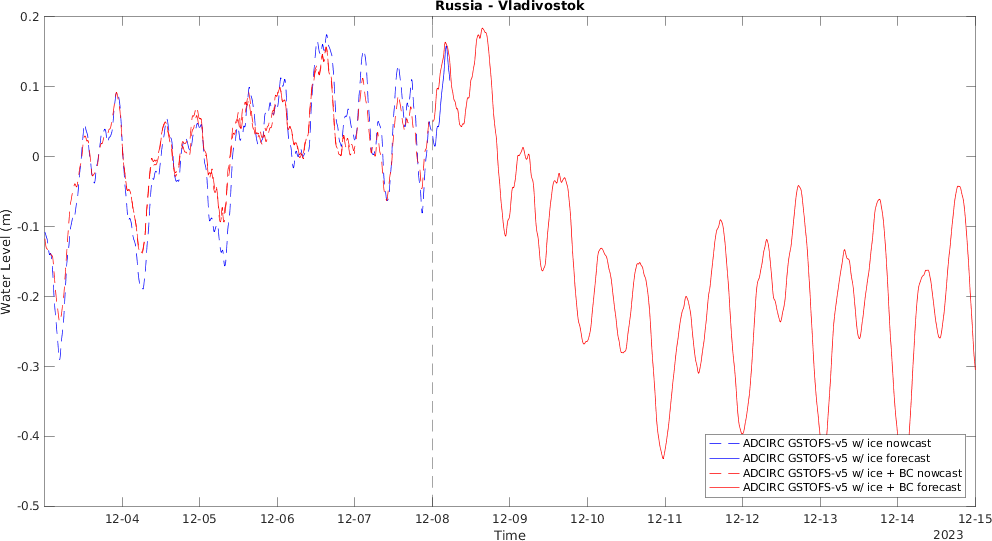 Russia - Vladivostok
0.2
0.1
0
-0.1
-0.2
-0.3
-0.4
-0.5
Water Level (m)
ADCIRC GSTOFS-v5 w/ ice nowcast
ADCIRC GSTOFS-v5 w/ ice forecast
ADCIRC GSTOFS-v5 w/ ice + BC nowcast
ADCIRC GSTOFS-v5 w/ ice + BC forecast
12-04 12-05 12-06 12-07 12-08 12-09 12-10 12-11 12-12 12-13 12-14 12-15
Time
2023